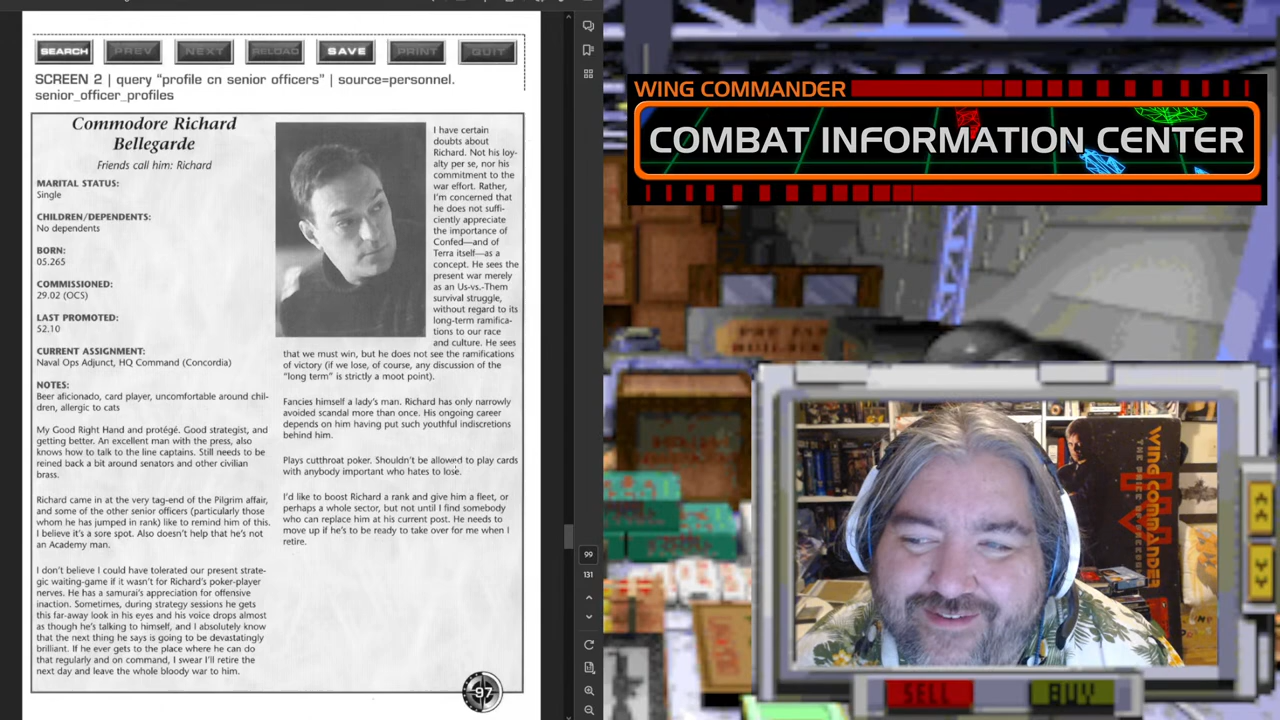 SEARCH PREV NEXT RELOAD SAVE PRINT QUIT
SCREEN 2 | query "profile cn senior officers" | source=personnel.
senior_officer_profiles
Commodore Richard
Bellegarde
Friends call him: Richard
MARITAL STATUS:
Single
CHILDREN/DEPENDENTS:
No dependents
BORN:
05.265
COMMISSIONED:
29.02 (OCS)
LAST PROMOTED:
52.10
CURRENT ASSIGNMENT:
Naval Ops Adjunct, HQ Command (Concordia)
NOTES:
Beer aficionado, card player, uncomfortable around chil-
dren, allergic to cats
My Good Right Hand and protégé. Good strategist, and
getting better. An excellent man with the press, also
knows how to talk to the line captains. Still needs to be
reined back a bit around senators and other civilian
brass.
Richard came in at the very tag-end of the Pilgrim affair,
and some of the other senior officers (particularly those
whom he has jumped in rank) like to remind him of this.
I believe it's a sore spot. Also doesn't help that he's not
an Academy man.
I don't believe I could have tolerated our present strate-
gic waiting-game if it wasn't for Richard's poker-player
nerves. He has a samurai's appreciation for offensive
inaction. Sometimes, during strategy sessions he gets
this far-away look in his eyes and his voice drops almost
as though he's talking to himself, and I absolutely know
that the next thing he says is going to be devastatingly
brilliant. If he ever gets to the place where he can do
that regularly and on command, I swear I'll retire the
next day and leave the whole bloody war to him.
I have certain
doubts about
Richard. Not his loy-
alty per se, nor his
commitment to the
war effort. Rather,
I'm concerned that
he does not suffi-
ciently appreciate
the importance of
Confed—and of
Terra itself—as a
concept. He sees the
present war merely
as an Us-vs.-Them
survival struggle,
without regard to its
long-term ramifica-
tions to our race
and culture. He sees
that we must win, but he does not see the ramifications
of victory (if we lose, of course, any discussion of the
"long term" is strictly a moot point).
Fancies himself a lady's man. Richard has only narrowly
avoided scandal more than once. His ongoing career
depends on him having put such youthful indiscretions
behind him.
Plays cutthroat poker. Shouldn't be allowed to play cards
with anybody important who hates to lose.
I'd like to boost Richard a rank and give him a fleet, or
perhaps a whole sector, but not until I find somebody
who can replace him at his current post. He needs to
move up if he's to be ready to take over for me when I
retire.
97
99
131
WING COMMANDER
COMBAT INFORMATION CENTER
WING COMMANDER
SELL BUY